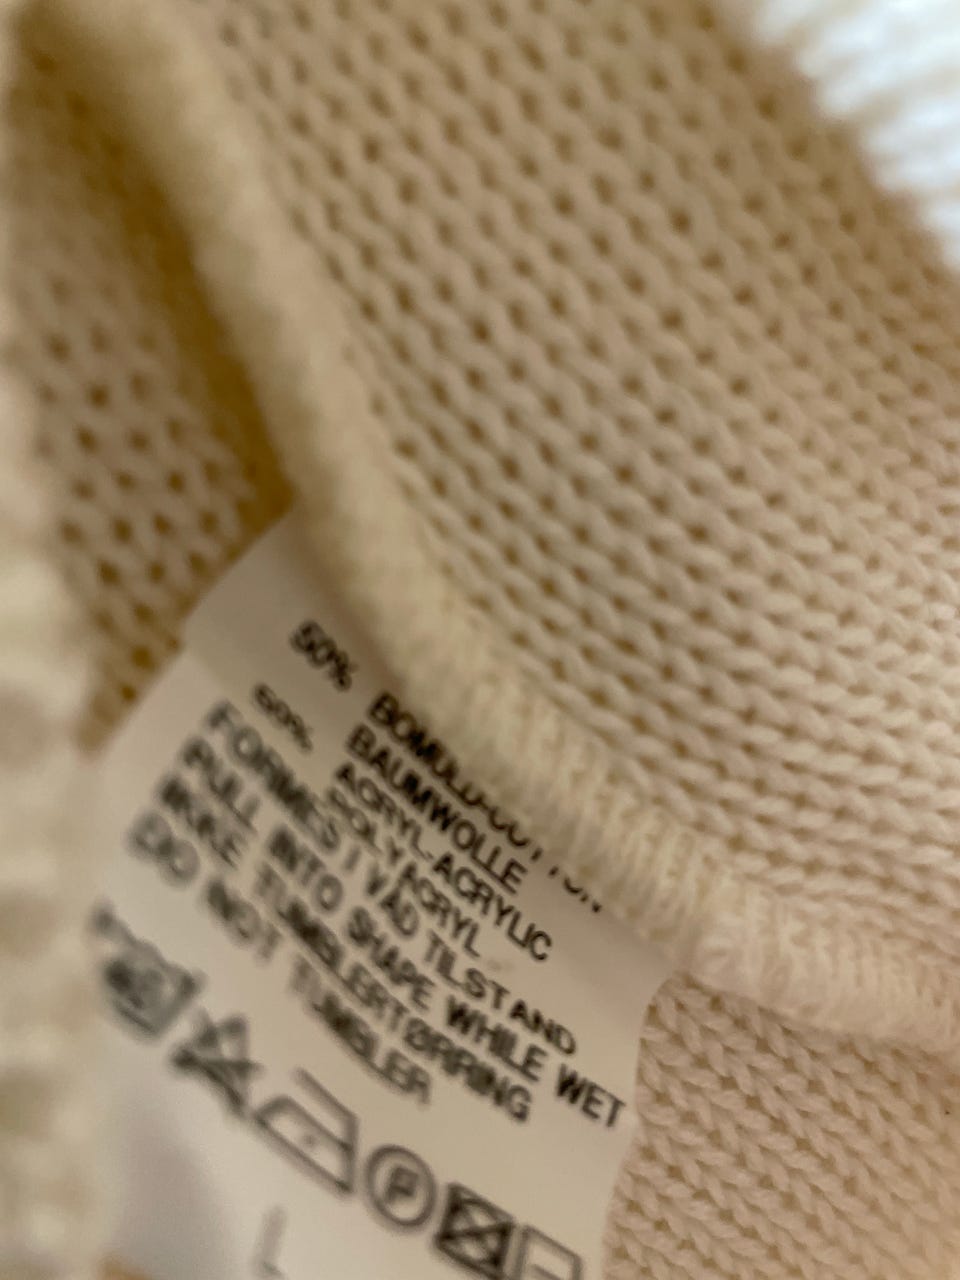 50% BOMULD-COTTON
BAUMWOLLE
50% ACRYL-ACRYLIC
POLYACRYL
FORMES I VÅD TILSTAND
PULL INTO SHAPE WHILE WET
IKKE TUMBLERTØRRING
DO NOT TUMBLER
F
L